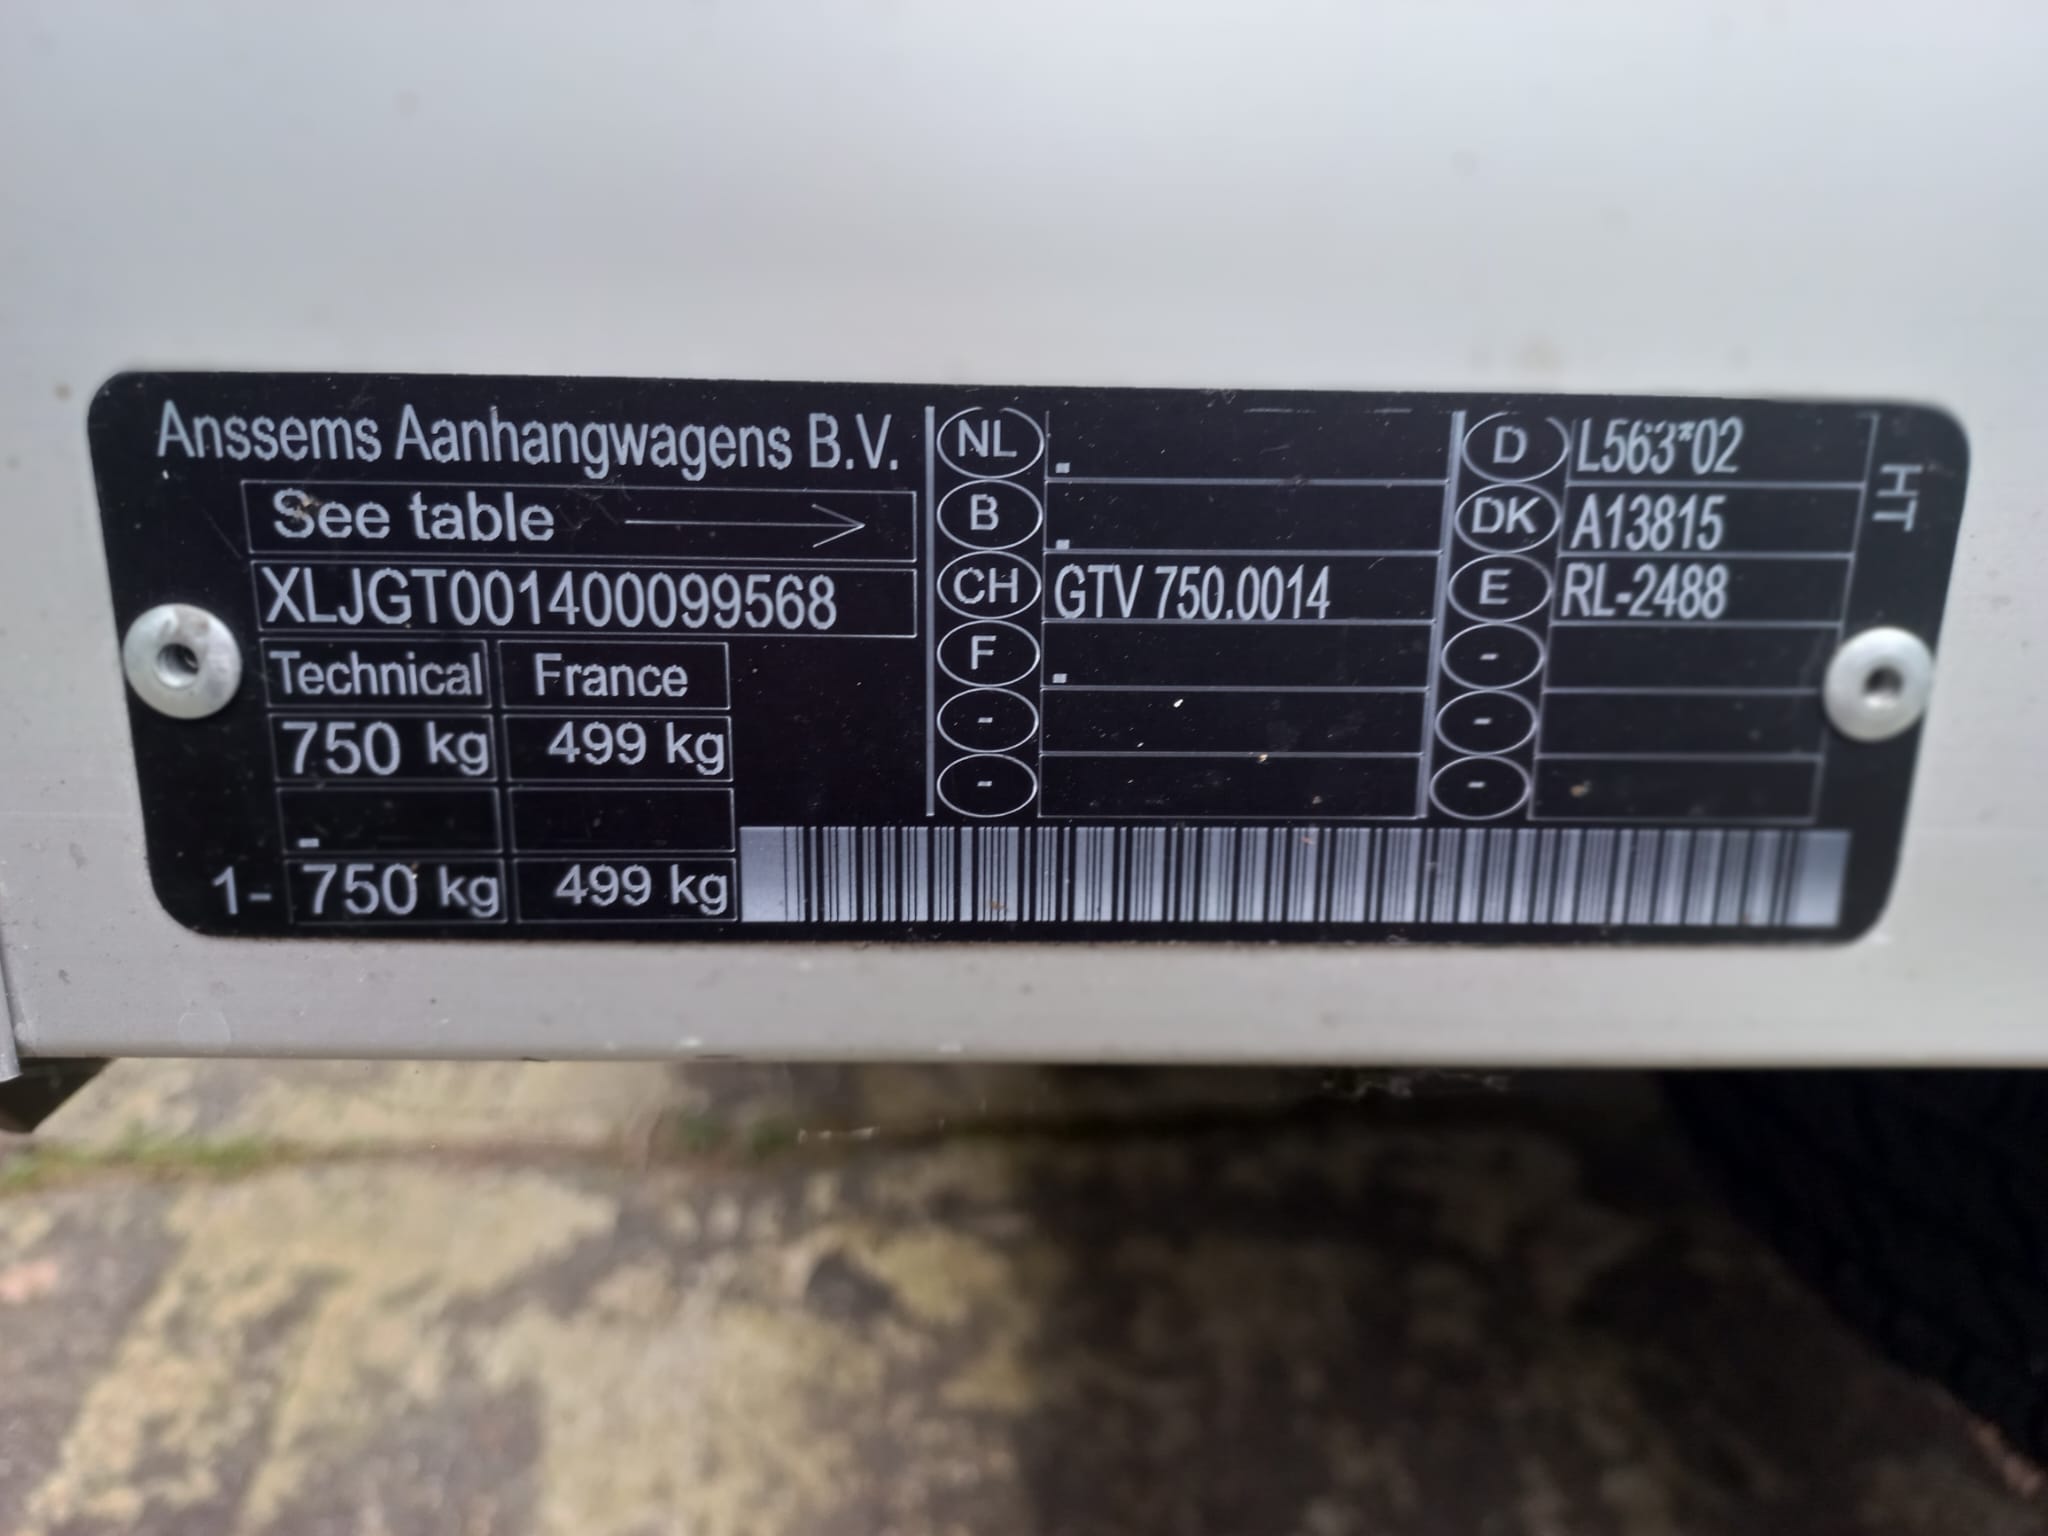 Anssems Aanhangwagens B.V.
See table
XLJGT001400099568
Technical France
750 kg 499 kg
-
1- 750 kg 499 kg
NL .
B .
CH GTV 750.0014
F .
-
-
D L563*02
DK A13815
E RL-2488
-
-
-
HT